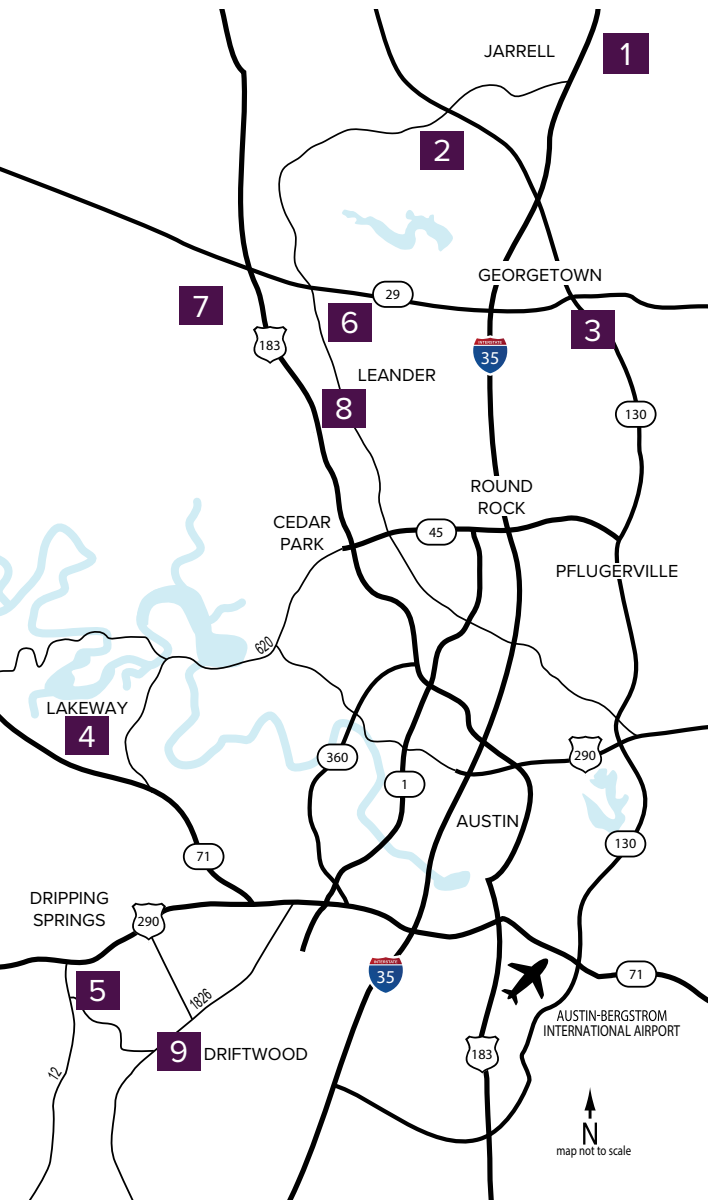 JARRELL
1
2
GEORGETOWN
7
29
6
3
183
INTERSTATE
35
LEANDER
8
130
ROUND
ROCK
CEDAR
PARK
45
PFLUGERVILLE
620
LAKEWAY
4
360
290
1
AUSTIN
130
71
DRIPPING
SPRINGS
290
INTERSTATE
35
71
5
1826
AUSTIN-BERGSTROM
INTERNATIONAL AIRPORT
9
DRIFTWOOD
183
12
N
map not to scale